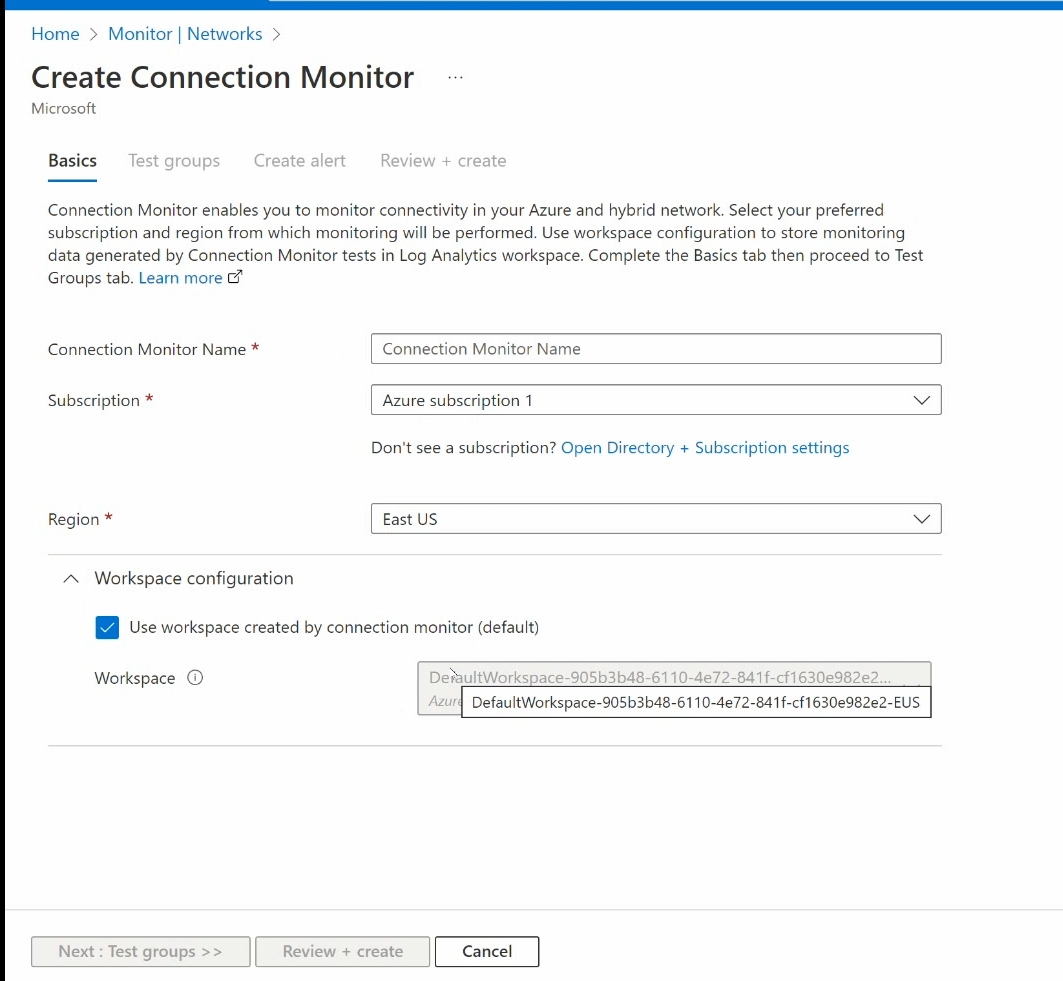 Home > Monitor | Networks >
Create Connection Monitor ...
Microsoft
Basics Test groups Create alert Review + create
Connection Monitor enables you to monitor connectivity in your Azure and hybrid network. Select your preferred
subscription and region from which monitoring will be performed. Use workspace configuration to store monitoring
data generated by Connection Monitor tests in Log Analytics workspace. Complete the Basics tab then proceed to Test
Groups tab. Learn more
Connection Monitor Name * Connection Monitor Name
Subscription * Azure subscription 1
Don't see a subscription? Open Directory + Subscription settings
Region * East US
Workspace configuration
Use workspace created by connection monitor (default)
Workspace DefaultWorkspace-905b3b48-6110-4e72-841f-cf1630e982e2...
DefaultWorkspace-905b3b48-6110-4e72-841f-cf1630e982e2-EUS
Next : Test groups >> Review + create Cancel